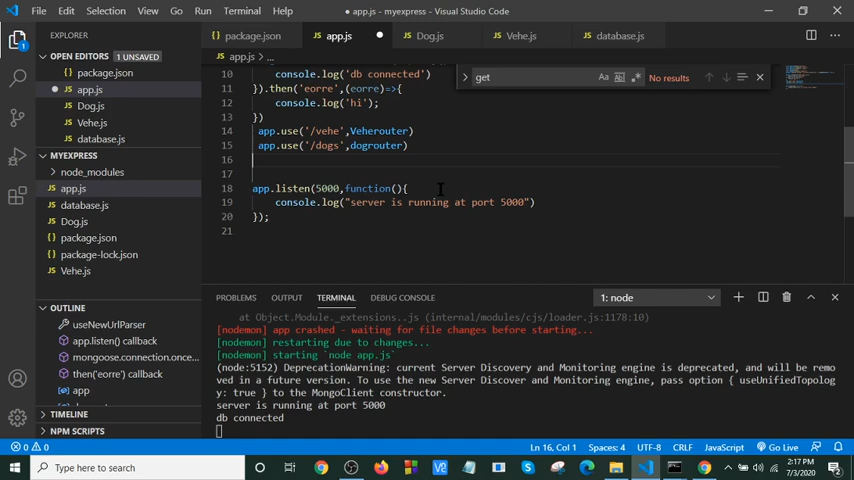 File Edit Selection View Go Run Terminal Help
app.js - myexpress - Visual Studio Code
EXPLORER
OPEN EDITORS 1 UNSAVED
package.json
app.js
Dog.js
Vehe.js
database.js
MYEXPRESS
node_modules
app.js
database.js
Dog.js
package.json
package-lock.json
Vehe.js
OUTLINE
useNewUrlParser
app.listen() callback
mongoose.connection.once...
then('eorre') callback
app
TIMELINE
NPM SCRIPTS
package.json app.js Dog.js Vehe.js database.js
app.js > ...
get Aa No results
10 console.log('db connected')
11 }).then('eorre',(eorre)=>{
12 console.log('hi');
13 })
14 app.use('/vehe',Veherouter)
15 app.use('/dogs',dogrouter)
16
17
18 app.listen(5000,function(){
19 console.log("server is running at port 5000")
20 });
21
PROBLEMS OUTPUT TERMINAL DEBUG CONSOLE 1: node
at Object.Module._extensions..js (internal/modules/cjs/loader.js:1178:10)
[nodemon] app crashed - waiting for file changes before starting...
[nodemon] restarting due to changes...
[nodemon] starting `node app.js`
(node:5152) DeprecationWarning: current Server Discovery and Monitoring engine is deprecated, and will be remo
ved in a future version. To use the new Server Discover and Monitoring engine, pass option { useUnifiedTopolog
y: true } to the MongoClient constructor.
server is running at port 5000
db connected
0 0 Ln 16, Col 1 Spaces: 4 UTF-8 CRLF JavaScript Go Live
Type here to search
2:17 PM
7/3/2020